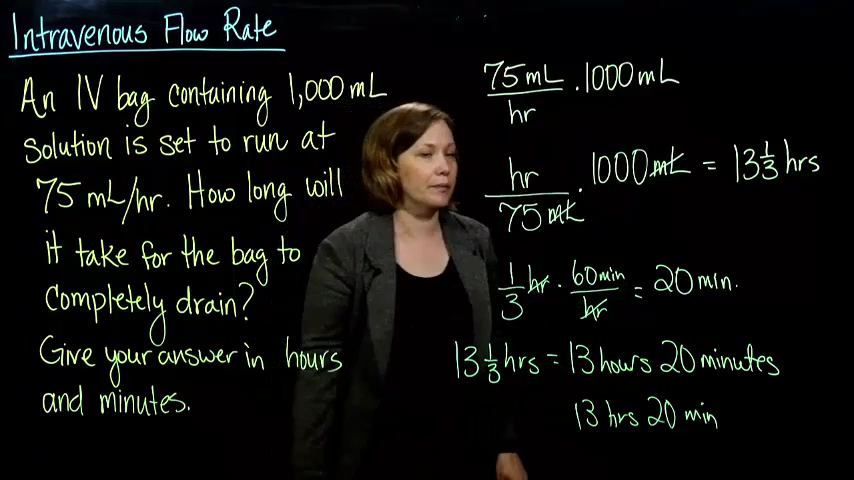 Intravenous Flow Rate
An IV bag containing 1,000 mL
solution is set to run at
75 mL/hr. How long will
it take for the bag to
completely drain?
Give your answer in hours
and minutes.
75 mL/hr · 1000 mL
hr/75 mL · 1000 mL = 13 1/3 hrs
1/3 hr · 60 min/hr = 20 min.
13 1/3 hrs = 13 hours 20 minutes
13 hrs 20 min